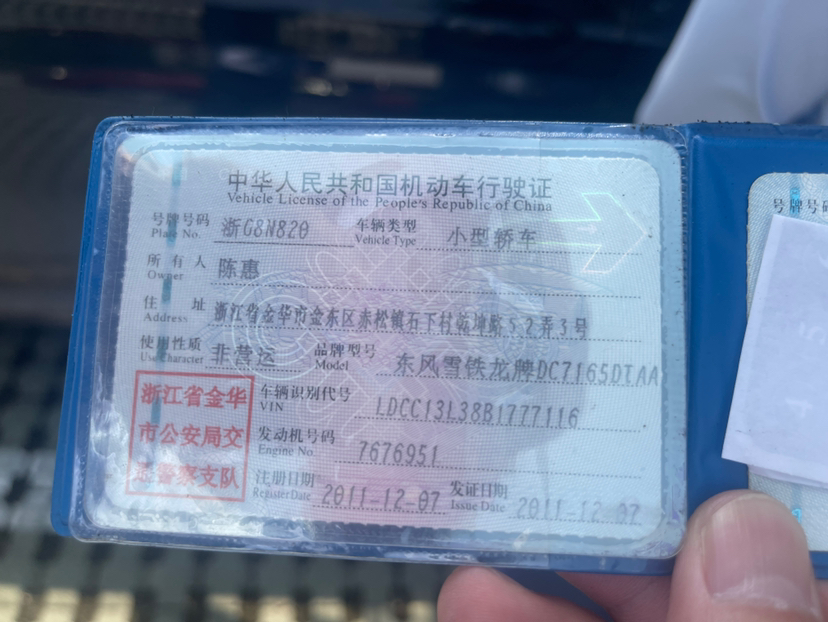 中华人民共和国机动车行驶证
Vehicle License of the People's Republic of China
号牌号码 浙G8N820 车辆类型 小型轿车
Plate No. Vehicle Type
所有人 陈惠
Owner
住址 浙江省金华市金东区赤松镇石下村乾坤路52弄3号
Address
使用性质 非营运 品牌型号 东风雪铁龙牌DC7165DTAA
Use Character Model
浙江省金华
市公安局交
通警察支队
车辆识别代号 LDCC13L38B1777116
VIN
发动机号码 7676951
Engine No.
注册日期 2011-12-07 发证日期 2011-12-07
Register Date Issue Date
号牌号码